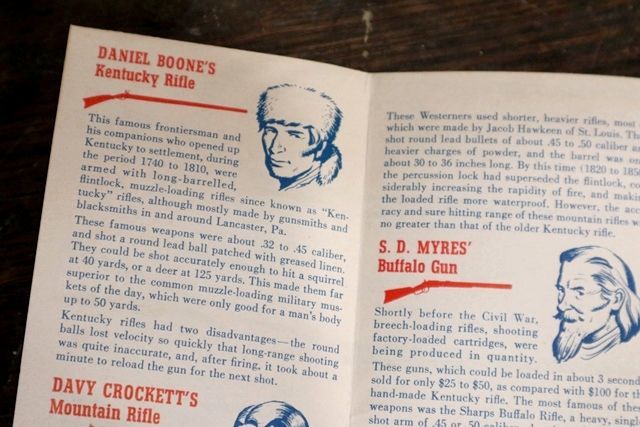 DANIEL BOONE'S
Kentucky Rifle
This famous frontiersman and
his companions who opened up
Kentucky to settlement, during
the period 1740 to 1810, were
armed with long-barrelled,
flintlock, muzzle-loading rifles since known as "Ken-
tucky" rifles, although mostly made by gunsmiths and
blacksmiths in and around Lancaster, Pa.
These famous weapons were about .32 to .45 caliber,
and shot a round lead ball patched with greased linen.
They could be shot accurately enough to hit a squirrel
at 40 yards, or a deer at 125 yards. This made them far
superior to the common muzzle-loading military mus-
kets of the day, which were only good for a man's body
up to 50 yards.
Kentucky rifles had two disadvantages—the round
balls lost velocity so quickly that long-range shooting
was quite inaccurate, and, after firing, it took about a
minute to reload the gun for the next shot.
DAVY CROCKETT'S
Mountain Rifle
These Westerners used shorter, heavier rifles, most
which were made by Jacob Hawkeen of St. Louis.
shot round lead bullets of about .45 to .50 caliber
heavier charges of powder, and the barrel was
about 30 to 36 inches long. By this time (1820 to
the percussion lock had superseded the flintlock,
siderably increasing the rapidity of fire, and
the loaded rifle more waterproof. However, the
racy and sure hitting range of these mountain rifles
no greater than that of the older Kentucky rifle.
S. D. MYRES'
Buffalo Gun
Shortly before the Civil War,
breech-loading rifles, shooting
factory-loaded cartridges, were
being produced in quantity.
These guns, which could be loaded in about 3
sold for only $25 to $50, as compared with $100 for
hand-made Kentucky rifle. The most famous of
weapons was the Sharps Buffalo Rifle, a heavy,
shot arm of .45 or .50